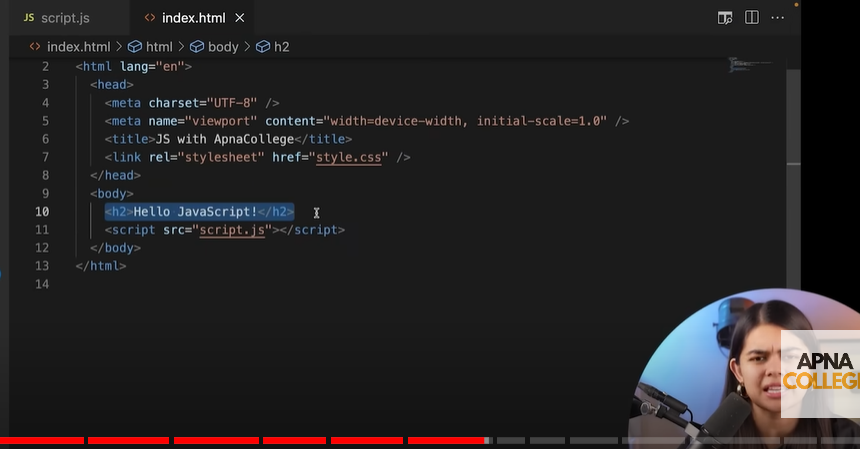 JS script.js
<> index.html ×
<> index.html > html > body > h2
2 <html lang="en">
3 <head>
4 <meta charset="UTF-8" />
5 <meta name="viewport" content="width=device-width, initial-scale=1.0" />
6 <title>JS with ApnaCollege</title>
7 <link rel="stylesheet" href="style.css" />
8 </head>
9 <body>
10 <h2>Hello JavaScript!</h2>
11 <script src="script.js"></script>
12 </body>
13 </html>
14
APNA
COLLEGE